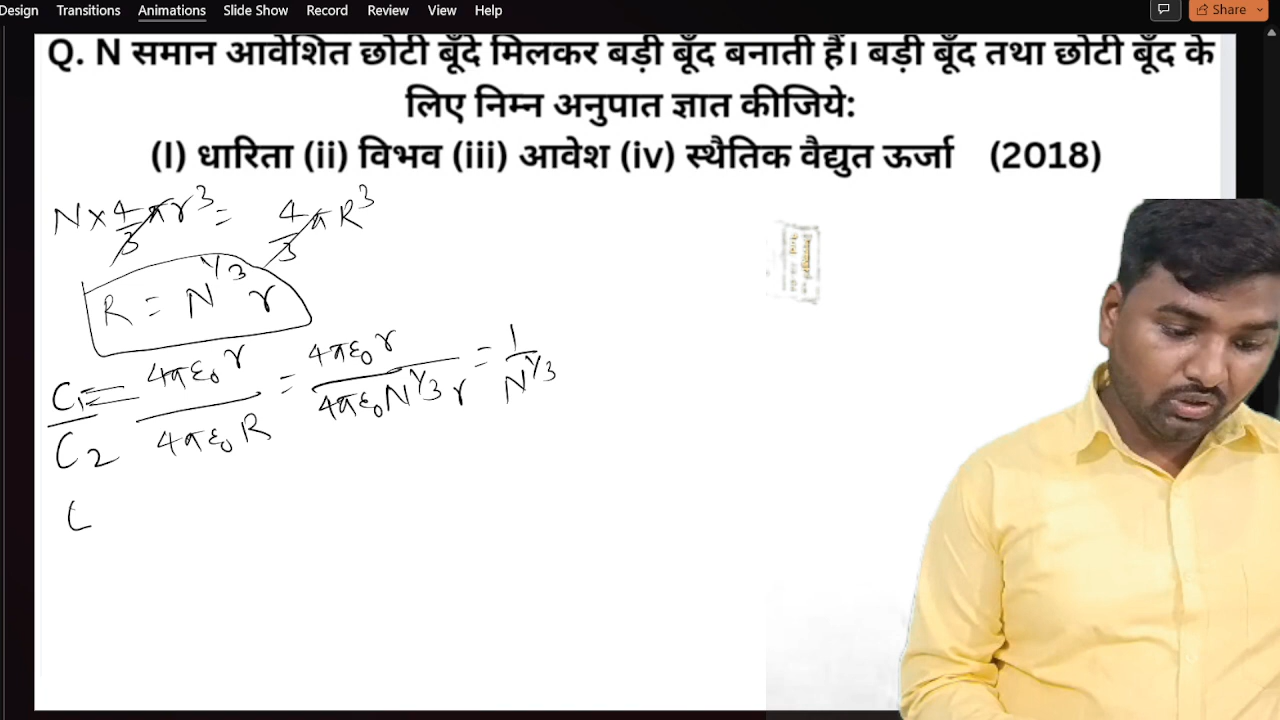 Design Transitions Animations Slide Show Record Review View Help Share
Q. N समान आवेशित छोटी बूँदे मिलकर बड़ी बूँद बनाती हैं। बड़ी बूँद तथा छोटी बूँद के
लिए निम्न अनुपात ज्ञात कीजिये:
(I) धारिता (ii) विभव (iii) आवेश (iv) स्थैतिक वैद्युत ऊर्जा (2018)
N × 4/3 π r³ = 4/3 π R³
R = N^1/3 r
C₁/C₂ = 4πε₀r / 4πε₀R = 4πε₀r / 4πε₀N^1/3 r = 1/N^1/3